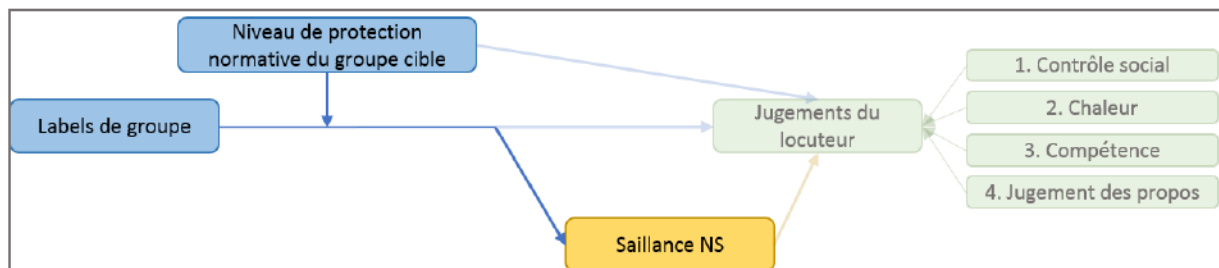 Niveau de protection
normative du groupe cible
Labels de groupe
Jugements du
locuteur
1. Contrôle social
2. Chaleur
3. Compétence
4. Jugement des propos
Saillance NS